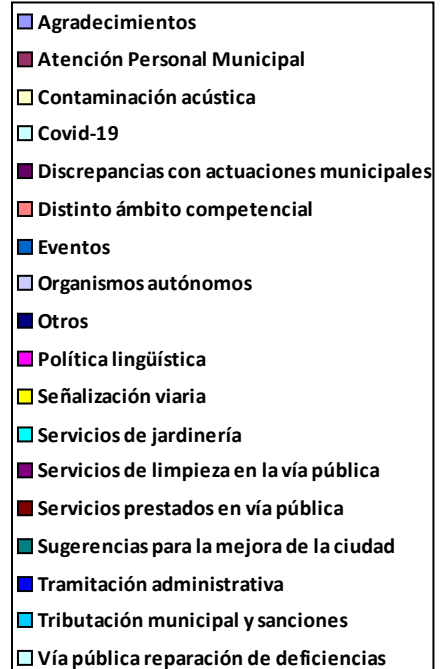 Agradecimientos
Atención Personal Municipal
Contaminación acústica
Covid-19
Discrepancias con actuaciones municipales
Distinto ámbito competencial
Eventos
Organismos autónomos
Otros
Política lingüística
Señalización viaria
Servicios de jardinería
Servicios de limpieza en la vía pública
Servicios prestados en vía pública
Sugerencias para la mejora de la ciudad
Tramitación administrativa
Tributación municipal y sanciones
Vía pública reparación de deficiencias